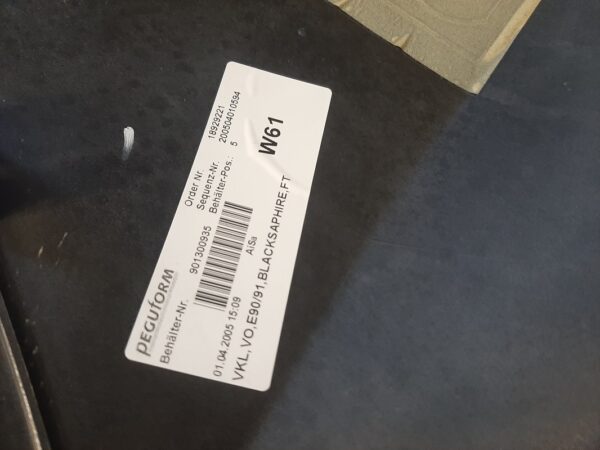 PEGUFORM
Behälter-Nr. 901300935
Order Nr. 18929221
Sequenz-Nr. 200504010594
Behälter-Pos.: 5
01.04.2005 15:09 AiSa
W61
VKL,VO,E90/91,BLACKSAPHIRE,FT